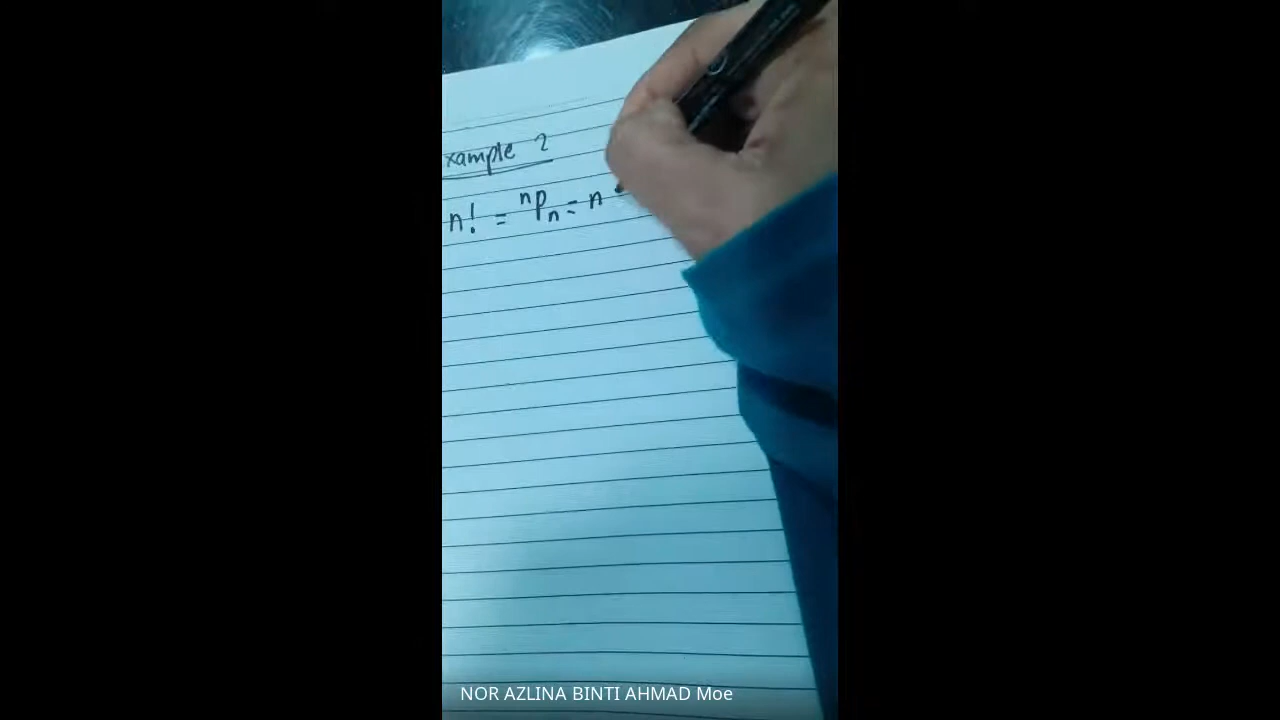 xample 2
n! = ⁿPₙ = n
NOR AZLINA BINTI AHMAD Moe